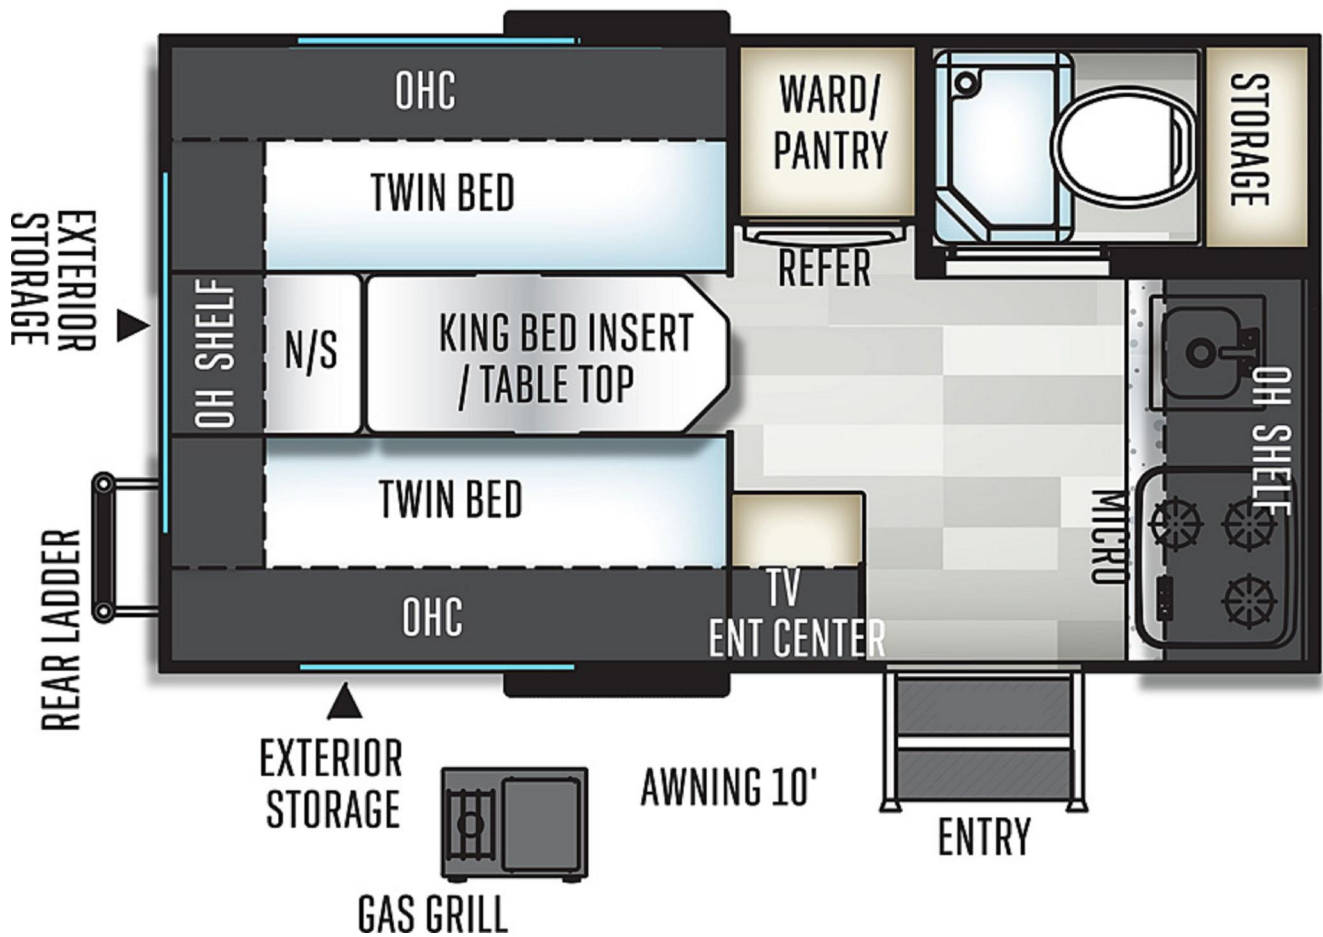 OHC
WARD/
PANTRY
STORAGE
TWIN BED
REFER
EXTERIOR
STORAGE
OH SHELF
N/S
KING BED INSERT
/ TABLE TOP
OH SHELF
TWIN BED
MICRO
REAR LADDER
TV
ENT CENTER
OHC
EXTERIOR
STORAGE
AWNING 10'
ENTRY
GAS GRILL